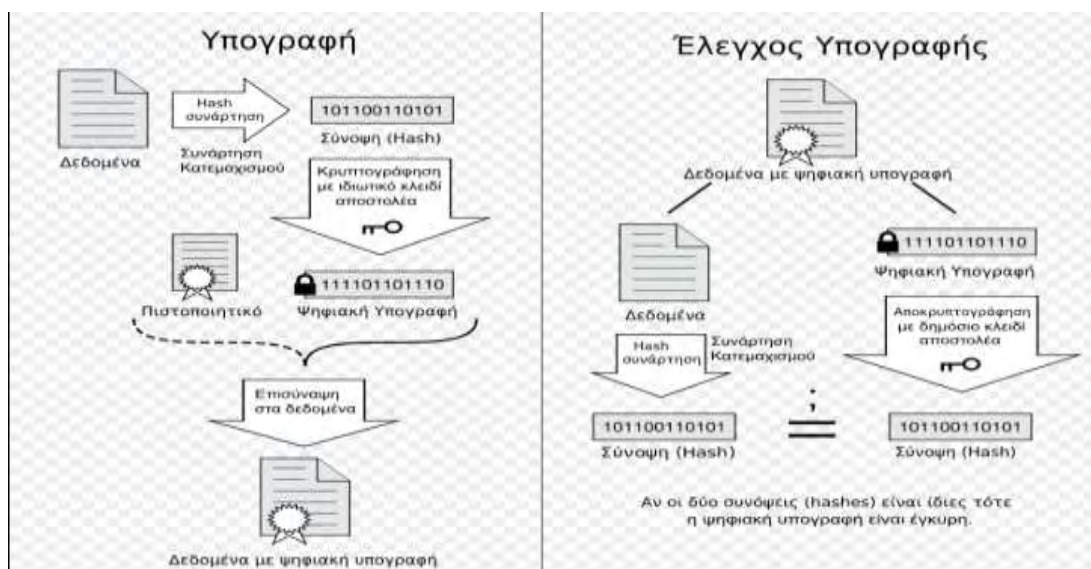 Υπογραφή
Hash
συνάρτηση
101100110101
Σύνοψη (Hash)
Δεδομένα
Συνάρτηση
Κατεμαχισμού
Κρυπτογράφηση
με ιδιωτικό κλειδί
αποστολέα
111101101110
Πιστοποιητικό
Ψηφιακή Υπογραφή
Επισύναψη
στα δεδομένα
Δεδομένα με ψηφιακή υπογραφή
Έλεγχος Υπογραφής
Δεδομένα με ψηφιακή υπογραφή
111101101110
Ψηφιακή Υπογραφή
Δεδομένα
Αποκρυπτογράφηση
με δημόσιο κλειδί
αποστολέα
Hash
συνάρτηση
Συνάρτηση
Κατεμαχισμού
;
=
101100110101
101100110101
Σύνοψη (Hash)
Σύνοψη (Hash)
Αν οι δύο συνόψεις (hashes) είναι ίδιες τότε
η ψηφιακή υπογραφή είναι έγκυρη.